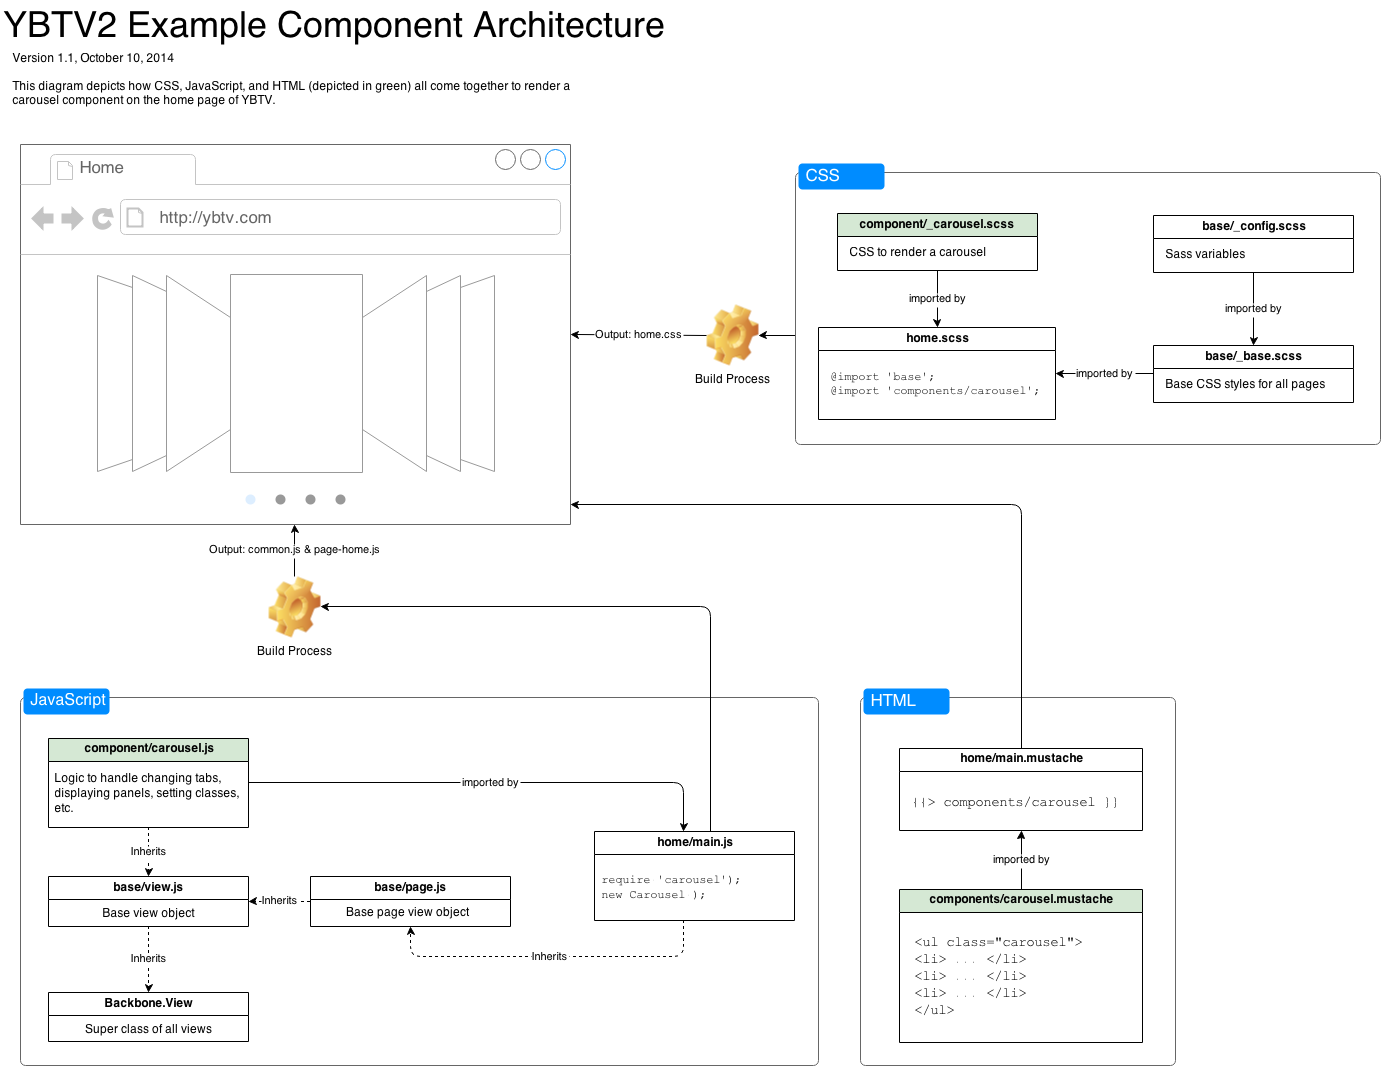 YBTV2 Example Component Architecture
Version 1.1, October 10, 2014
This diagram depicts how CSS, JavaScript, and HTML (depicted in green) all come together to render a
carousel component on the home page of YBTV.
Home
http://ybtv.com
CSS
component/_carousel.scss
CSS to render a carousel
base/_config.scss
Sass variables
imported by
imported by
home.scss
@import 'base';
@import 'components/carousel';
imported by
base/_base.scss
Base CSS styles for all pages
Output: home.css
Build Process
Output: common.js & page-home.js
Build Process
JavaScript
component/carousel.js
Logic to handle changing tabs,
displaying panels, setting classes,
etc.
imported by
Inherits
base/view.js
Base view object
Inherits
base/page.js
Base page view object
home/main.js
require 'carousel');
new Carousel );
Inherits
Inherits
Backbone.View
Super class of all views
HTML
home/main.mustache
{{> components/carousel }}
imported by
components/carousel.mustache
<ul class="carousel">
<li> ... </li>
<li> ... </li>
<li> ... </li>
</ul>